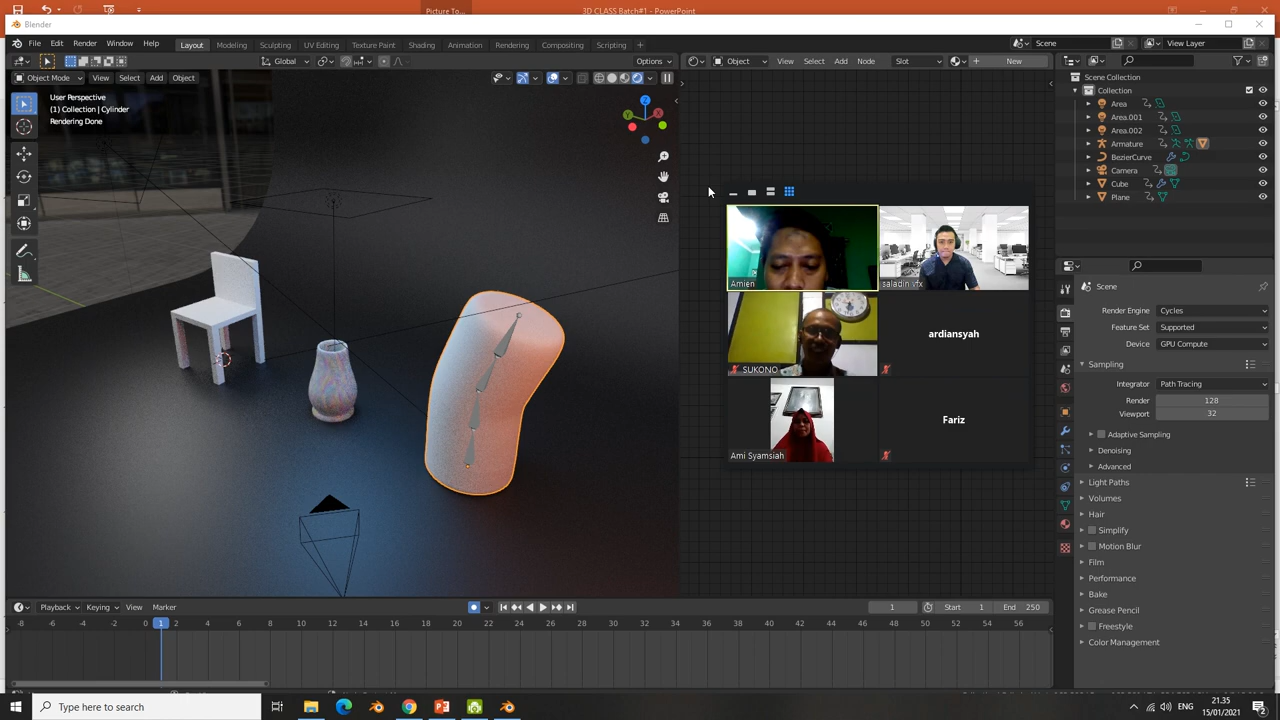 Picture To...
3D CLASS Batch#1 - PowerPoint
Blender
File Edit Render Window Help
Layout Modeling Sculpting UV Editing Texture Paint Shading Animation Rendering Compositing Scripting +
Scene
View Layer
Global
Options
Object
View Select Add Node
Slot
New
Object Mode
View Select Add Object
User Perspective
(1) Collection | Cylinder
Rendering Done
Z
Y
X
Scene Collection
Collection
Area
Area.001
Area.002
Armature
BezierCurve
Camera
Cube
Plane
Amien
saladin vfx
SUKONO
ardiansyah
Ami Syamsiah
Fariz
Scene
Render Engine Cycles
Feature Set Supported
Device GPU Compute
Sampling
Integrator Path Tracing
Render 128
Viewport 32
Adaptive Sampling
Denoising
Advanced
Light Paths
Volumes
Hair
Simplify
Motion Blur
Film
Performance
Bake
Grease Pencil
Freestyle
Color Management
Playback Keying View Marker
1
Start 1
End 250
-8 -6 -4 -2 0 1 2 4 6 8 10 12 14 16 18 20 22 24 26 28 30 32 34 36 38 40 42 44 46 48 50 52 54 56
Type here to search
ENG
21.35
15/01/2021
2